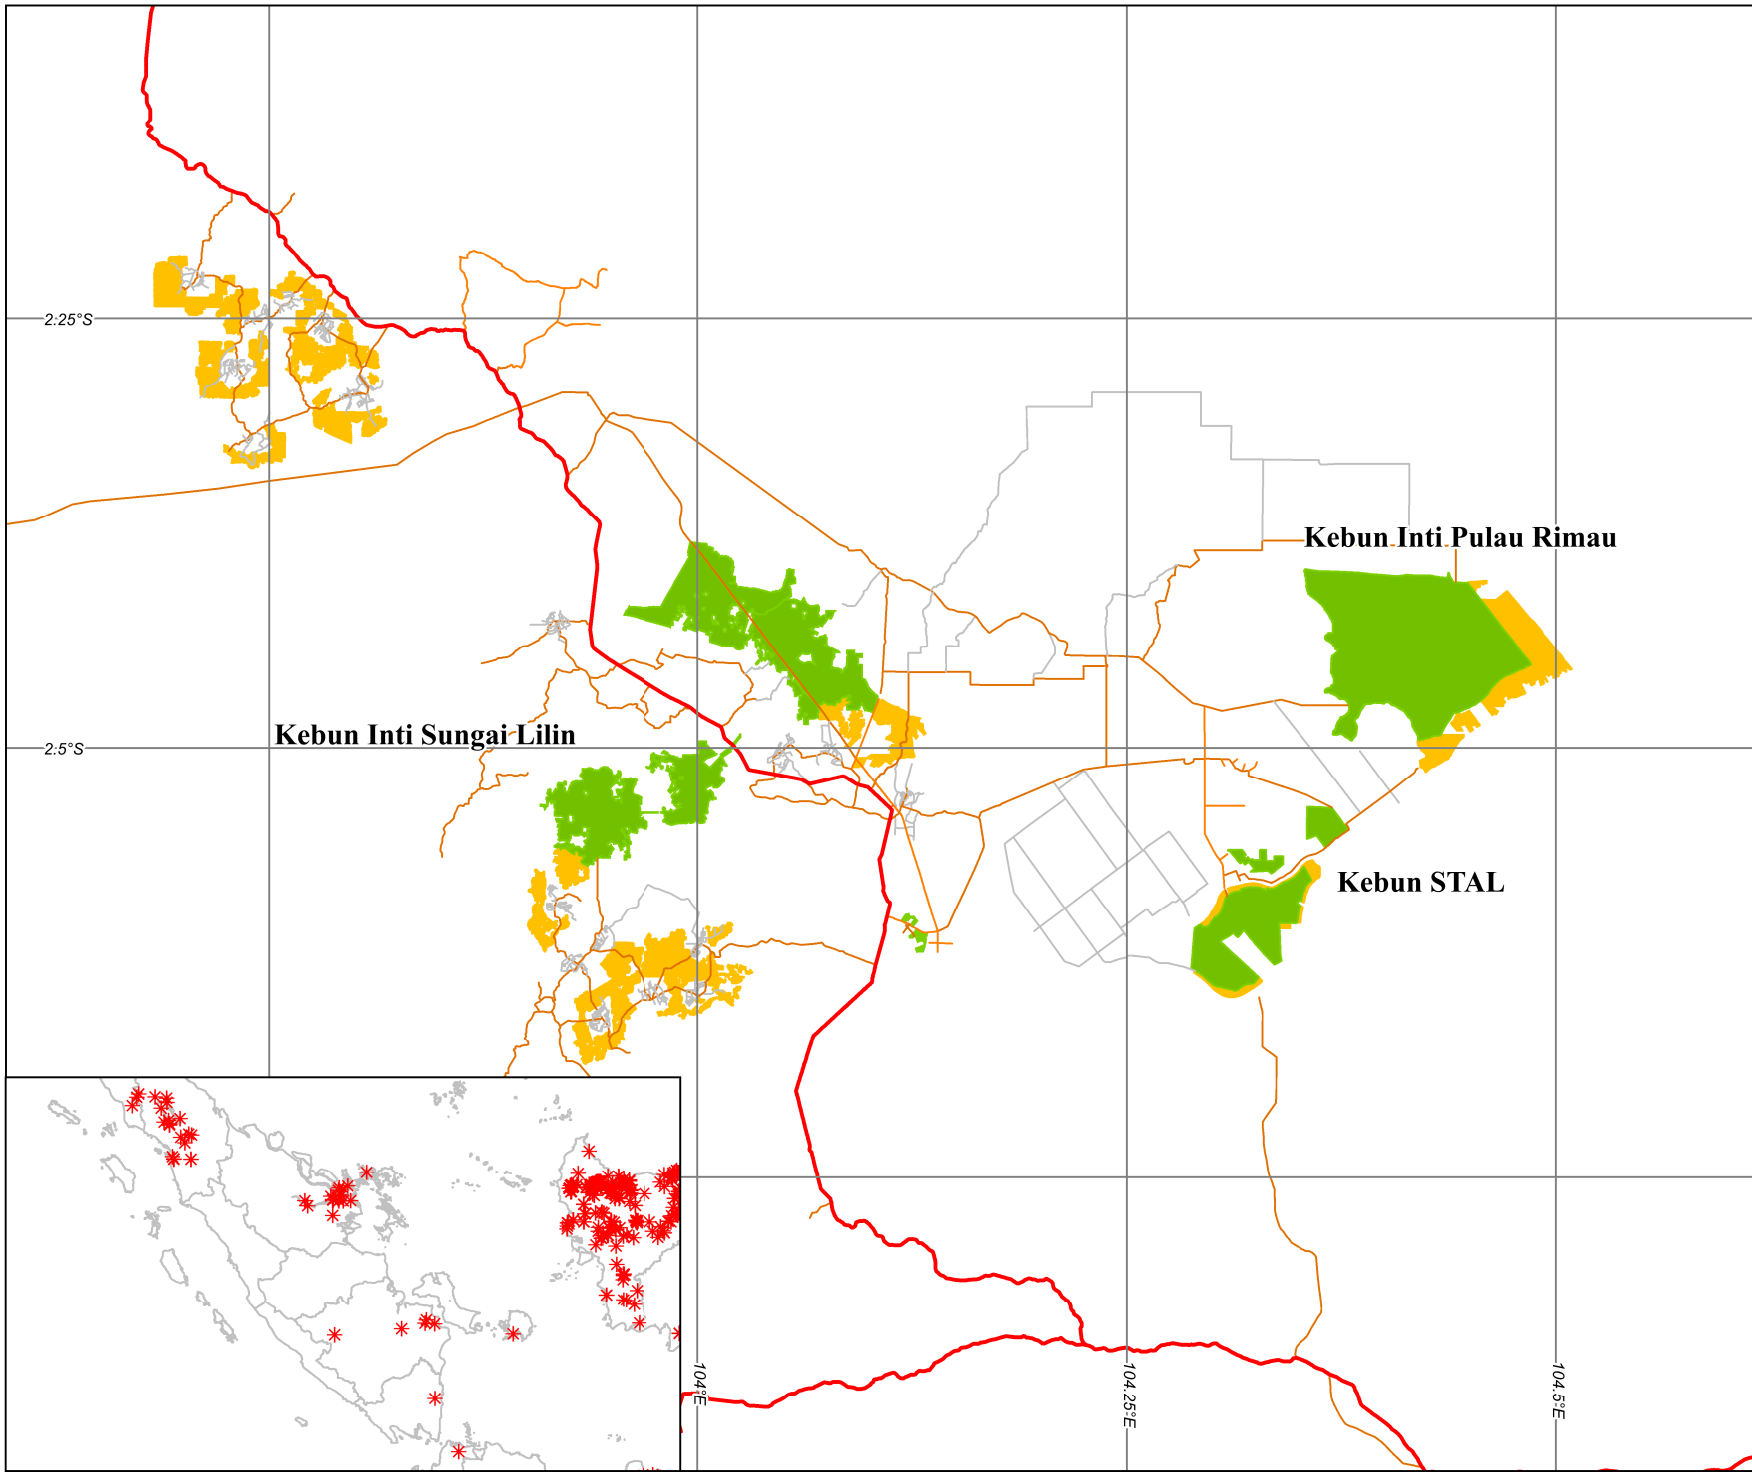 2.25°S
Kebun Inti Pulau Rimau
Kebun Inti Sungai Lilin
2.5°S
Kebun STAL
104°E
104.25°E
104.5°E